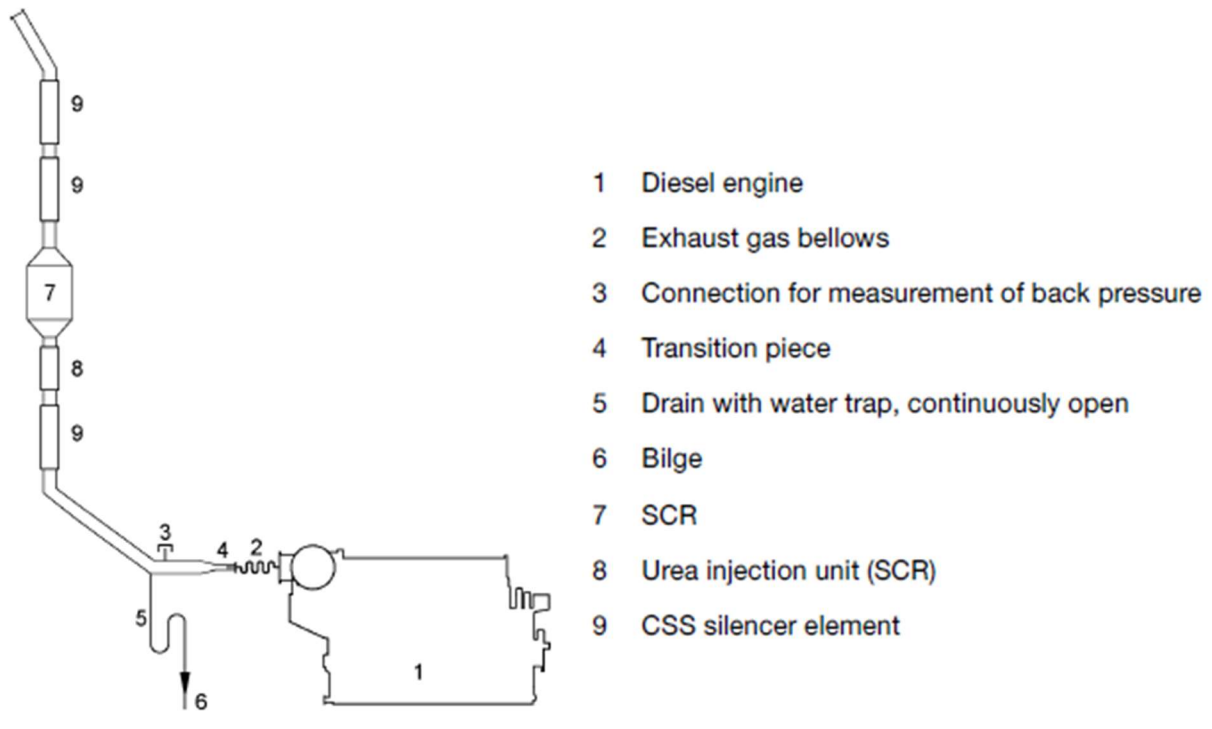 9
9
7
8
9
3
4
2
5
1
6
1 Diesel engine
2 Exhaust gas bellows
3 Connection for measurement of back pressure
4 Transition piece
5 Drain with water trap, continuously open
6 Bilge
7 SCR
8 Urea injection unit (SCR)
9 CSS silencer element